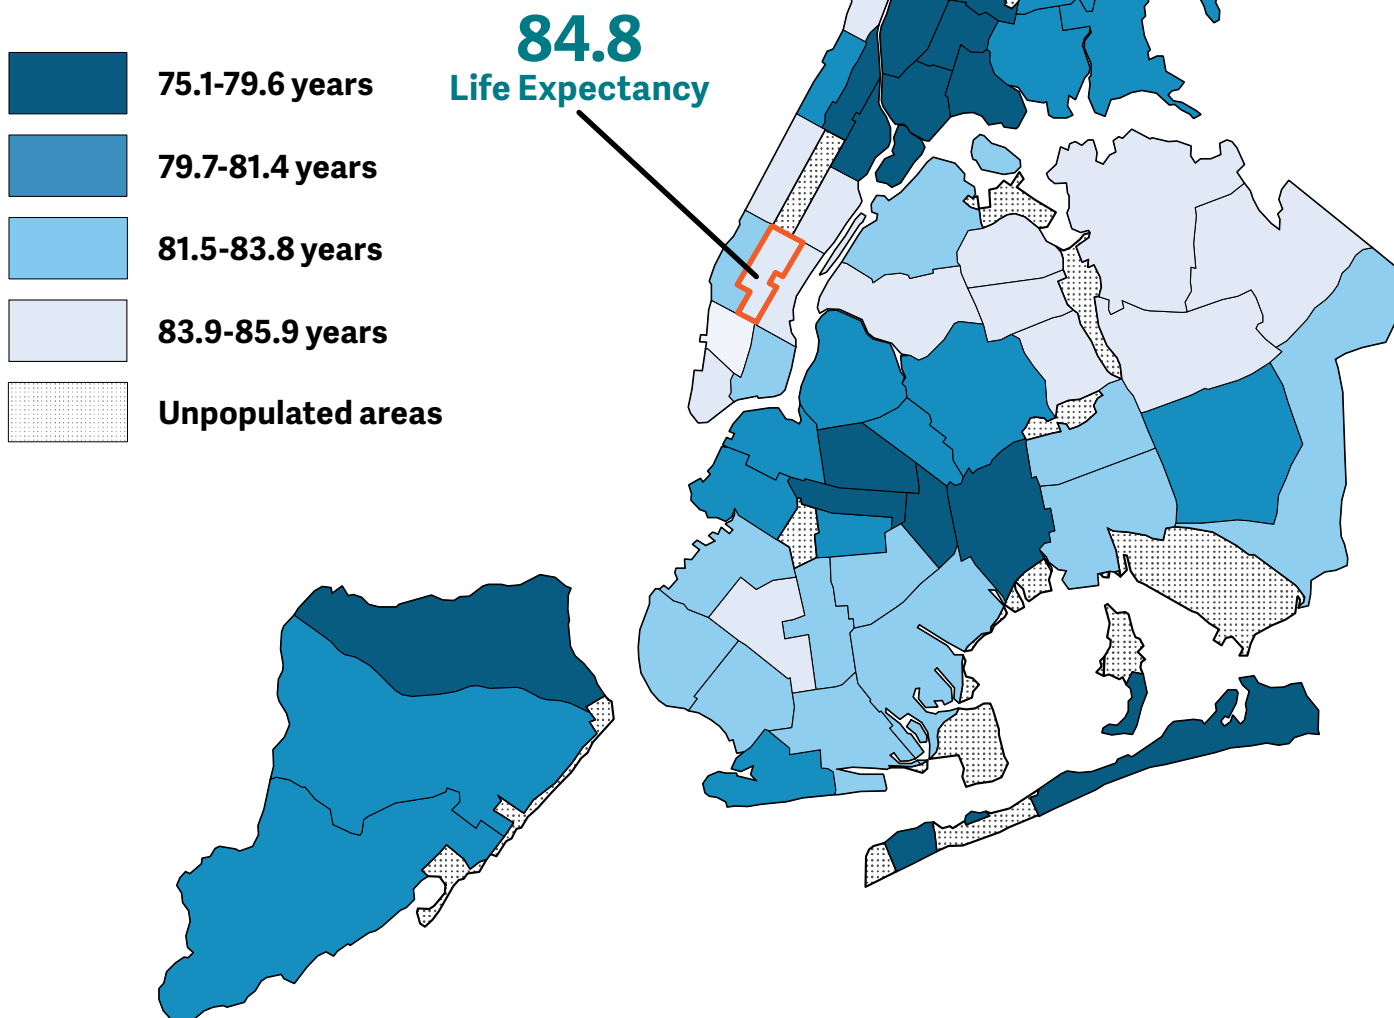 84.8
Life Expectancy
75.1-79.6 years
79.7-81.4 years
81.5-83.8 years
83.9-85.9 years
Unpopulated areas